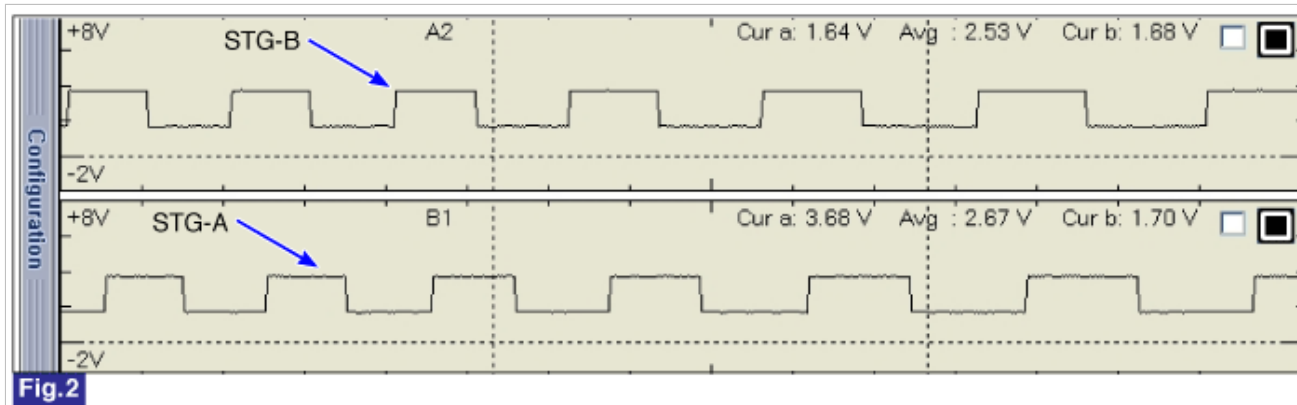 Configuration
+8V STG-B A2 Cur a: 1.64 V Avg : 2.53 V Cur b: 1.68 V
-2V
+8V STG-A B1 Cur a: 3.68 V Avg : 2.67 V Cur b: 1.70 V
-2V
Fig.2